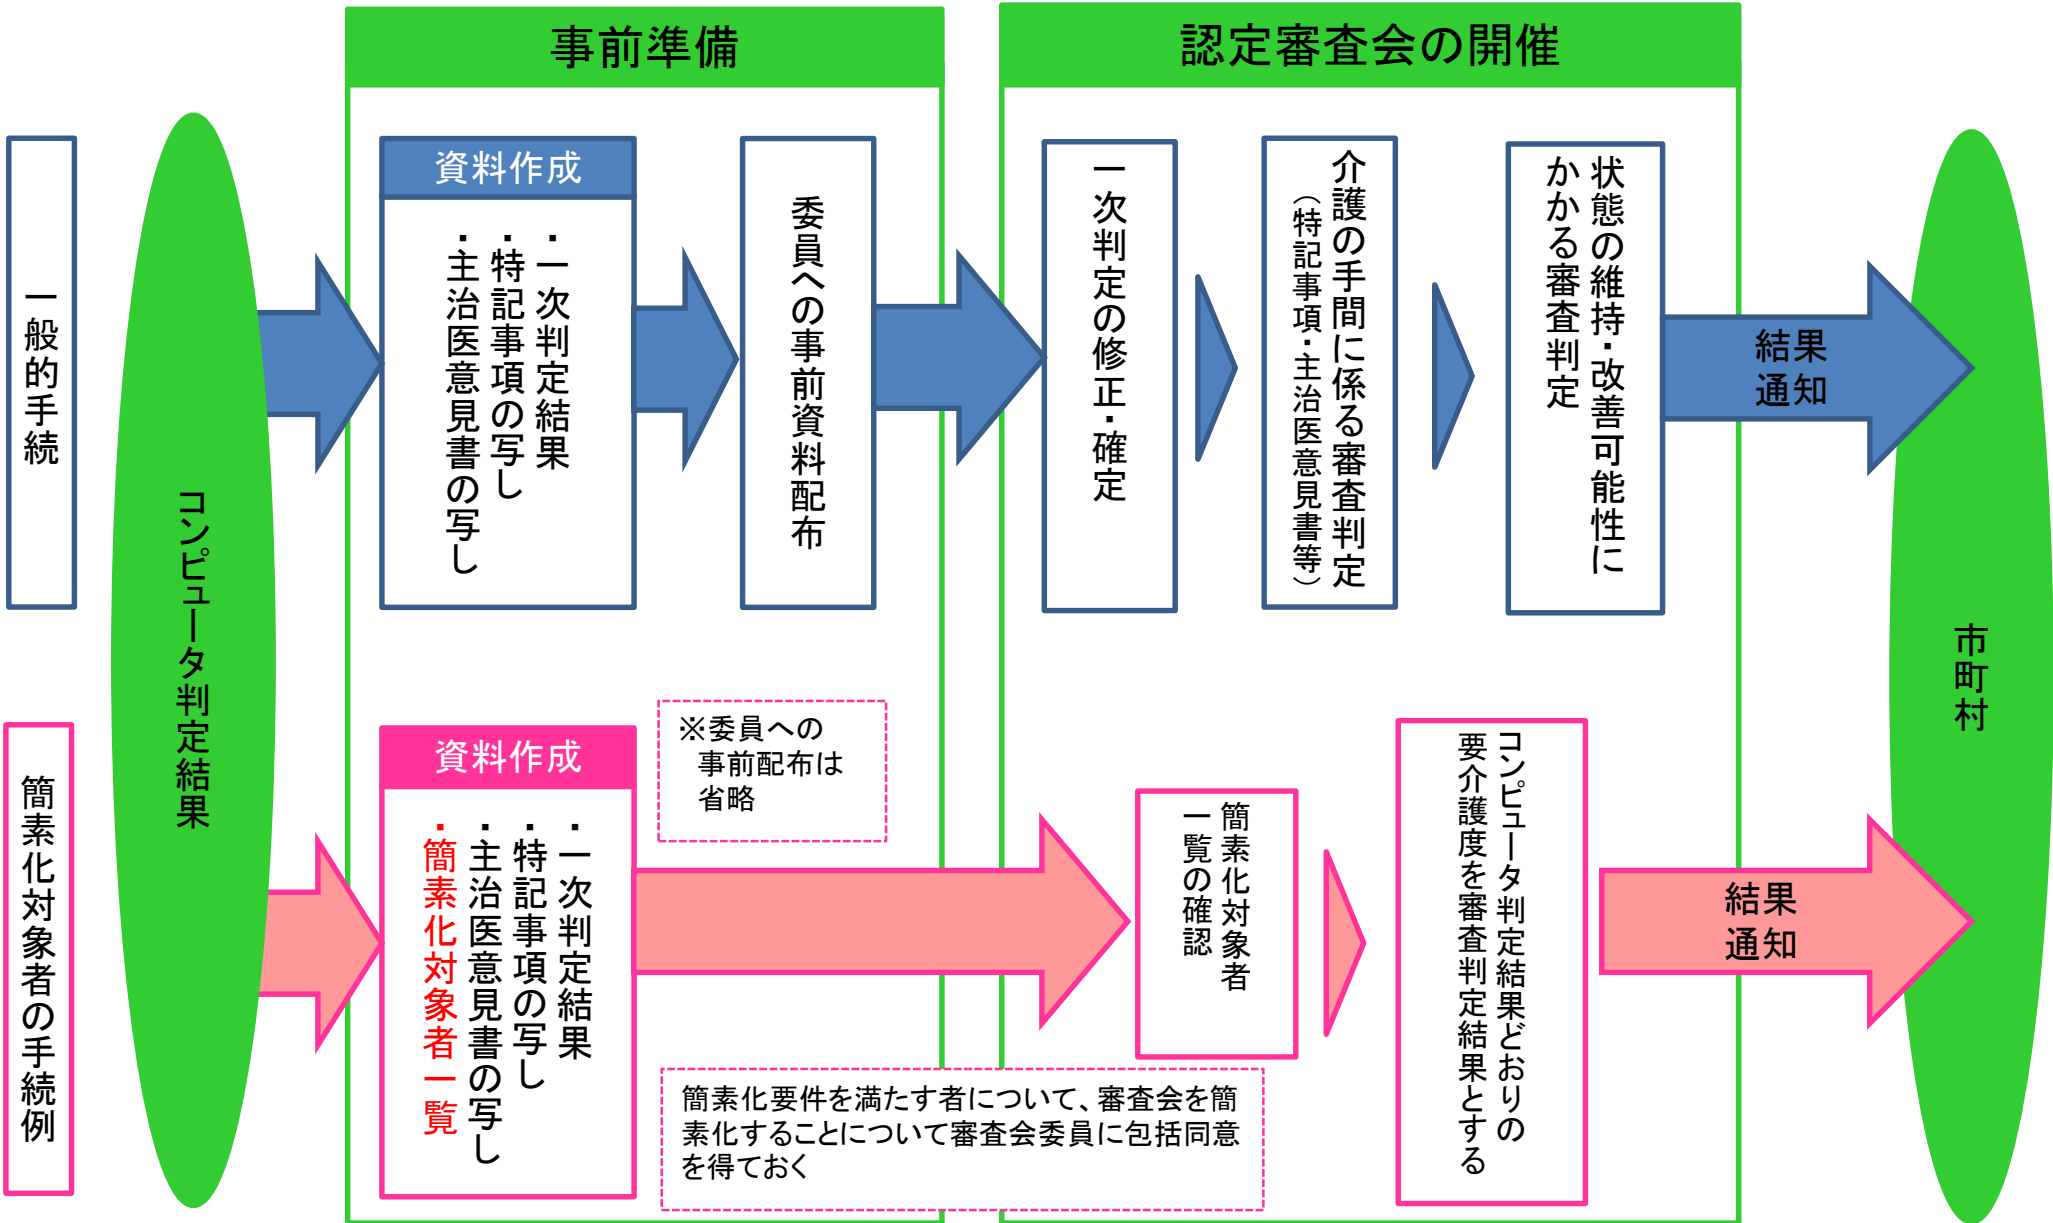 事前準備
認定審査会の開催
一般的手続
コンピュータ判定結果
資料作成
・一次判定結果
・特記事項の写し
・主治医意見書の写し
委員への事前資料配布
一次判定の修正・確定
介護の手間に係る審査判定
（特記事項・主治医意見書等）
状態の維持・改善可能性に
かかる審査判定
結果
通知
市町村
簡素化対象者の手続例
資料作成
・一次判定結果
・特記事項の写し
・主治医意見書の写し
・簡素化対象者一覧
※委員への
事前配布は
省略
簡素化要件を満たす者について、審査会を簡
素化することについて審査会委員に包括同意
を得ておく
簡素化対象者
一覧の確認
コンピュータ判定結果どおりの
要介護度を審査判定結果とする
結果
通知